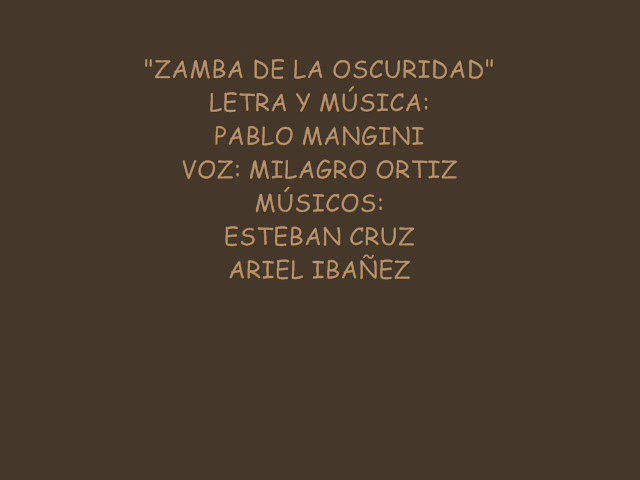 "ZAMBA DE LA OSCURIDAD"
LETRA Y MÚSICA:
PABLO MANGINI
VOZ: MILAGRO ORTIZ
MÚSICOS:
ESTEBAN CRUZ
ARIEL IBAÑEZ